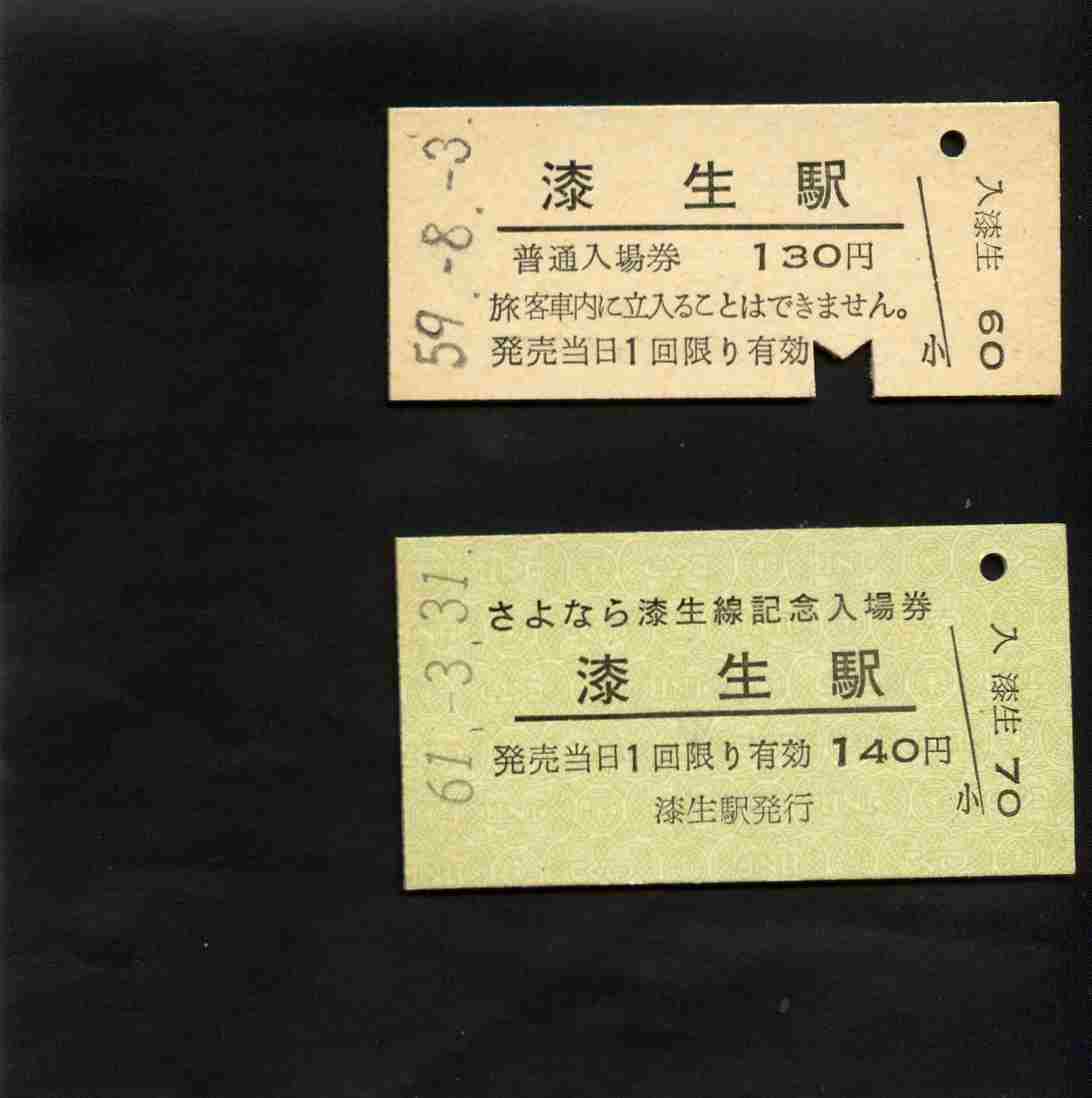 59.-8.-3
漆生駅
普通入場券 130円
旅客車内に立入ることはできません。
発売当日1回限り有効
小
入 漆生 60
61.-3.31
さよなら漆生線記念入場券
漆生駅
発売当日1回限り有効 140円
漆生駅発行
小
入 漆生 70